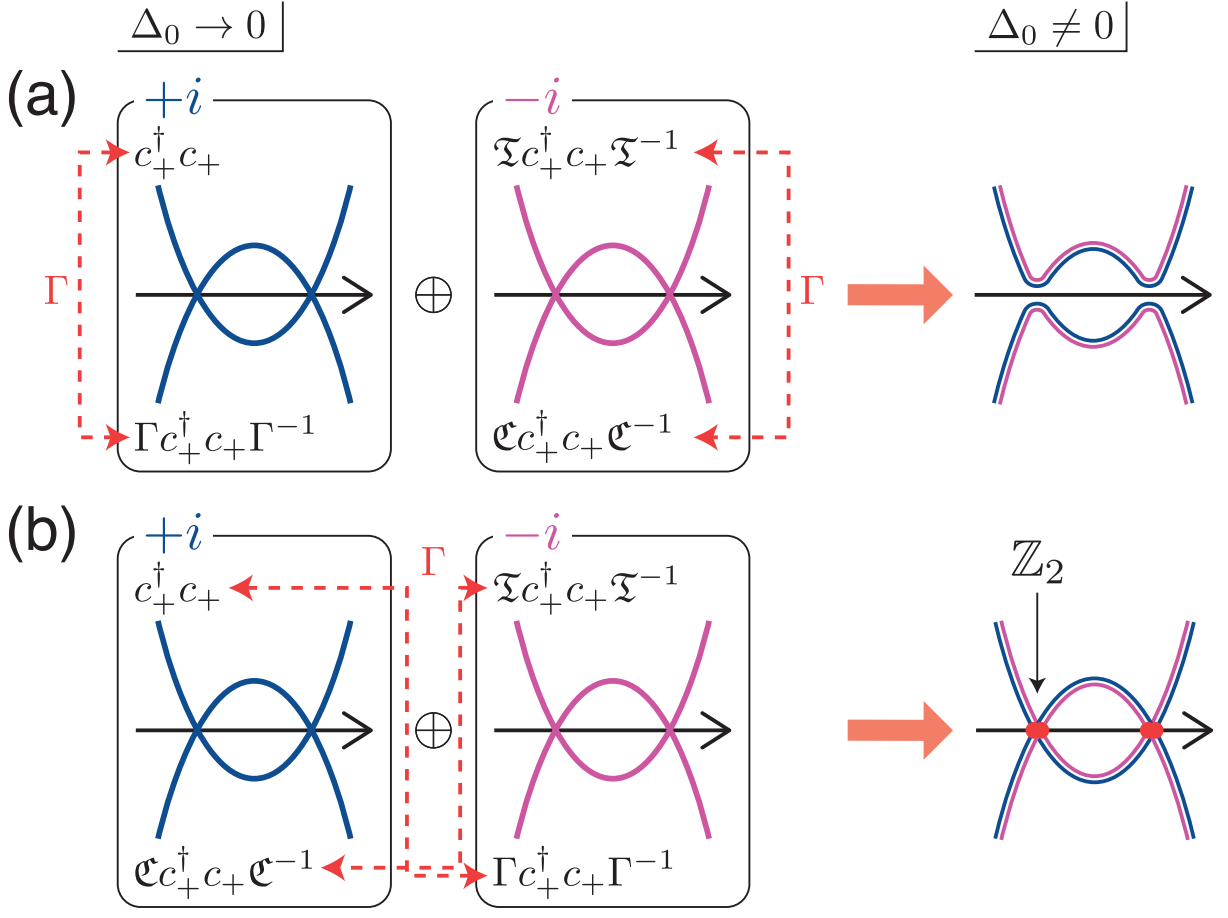 Δ₀ → 0
Δ₀ ≠ 0
(a)
+i
−i
c₊†c₊
𝔗c₊†c₊𝔗⁻¹
Γ
⊕
Γ
Γc₊†c₊Γ⁻¹
ℭc₊†c₊ℭ⁻¹
(b)
+i
−i
Γ
ℤ₂
c₊†c₊
𝔗c₊†c₊𝔗⁻¹
⊕
ℭc₊†c₊ℭ⁻¹
Γc₊†c₊Γ⁻¹